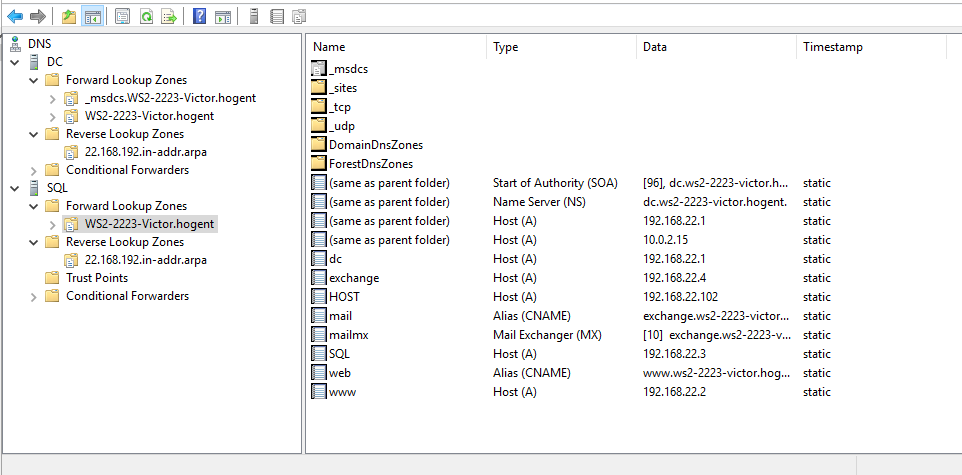 DNS
DC
Forward Lookup Zones
_msdcs.WS2-2223-Victor.hogent
WS2-2223-Victor.hogent
Reverse Lookup Zones
22.168.192.in-addr.arpa
Conditional Forwarders
SQL
Forward Lookup Zones
WS2-2223-Victor.hogent
Reverse Lookup Zones
22.168.192.in-addr.arpa
Trust Points
Conditional Forwarders
Name Type Data Timestamp
_msdcs
_sites
_tcp
_udp
DomainDnsZones
ForestDnsZones
(same as parent folder) Start of Authority (SOA) [96], dc.ws2-2223-victor.h... static
(same as parent folder) Name Server (NS) dc.ws2-2223-victor.hogent. static
(same as parent folder) Host (A) 192.168.22.1 static
(same as parent folder) Host (A) 10.0.2.15 static
dc Host (A) 192.168.22.1 static
exchange Host (A) 192.168.22.4 static
HOST Host (A) 192.168.22.102 static
mail Alias (CNAME) exchange.ws2-2223-victor... static
mailmx Mail Exchanger (MX) [10] exchange.ws2-2223-v... static
SQL Host (A) 192.168.22.3 static
web Alias (CNAME) www.ws2-2223-victor.hog... static
www Host (A) 192.168.22.2 static